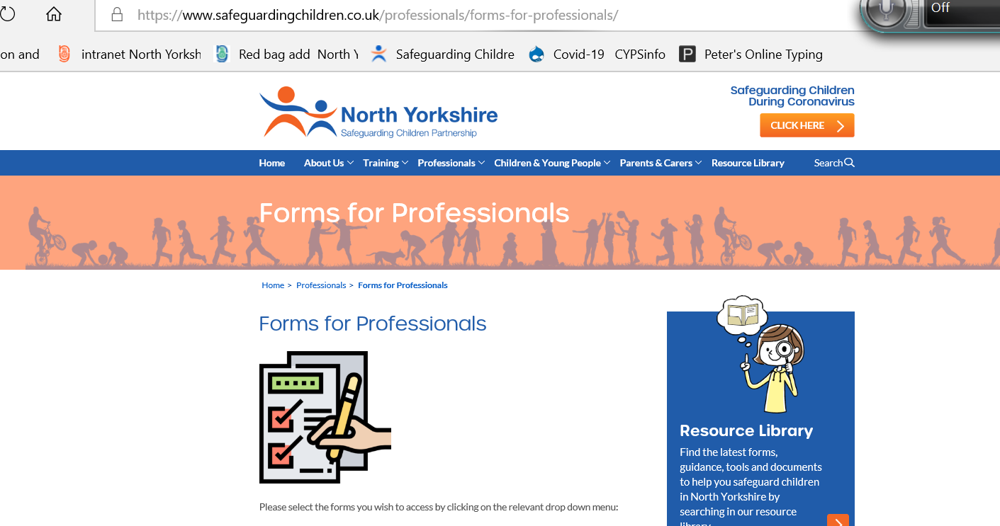 Off
https://www.safeguardingchildren.co.uk/professionals/forms-for-professionals/
on and intranet North Yorksh Red bag add North Y Safeguarding Childre Covid-19 CYPSinfo P Peter's Online Typing
Safeguarding Children
During Coronavirus
North Yorkshire
Safeguarding Children Partnership
CLICK HERE
Home About Us Training Professionals Children & Young People Parents & Carers Resource Library Search
Forms for Professionals
Home > Professionals > Forms for Professionals
Forms for Professionals
Resource Library
Find the latest forms,
guidance, tools and documents
to help you safeguard children
in North Yorkshire by
searching in our resource
library
Please select the forms you wish to access by clicking on the relevant drop down menu: